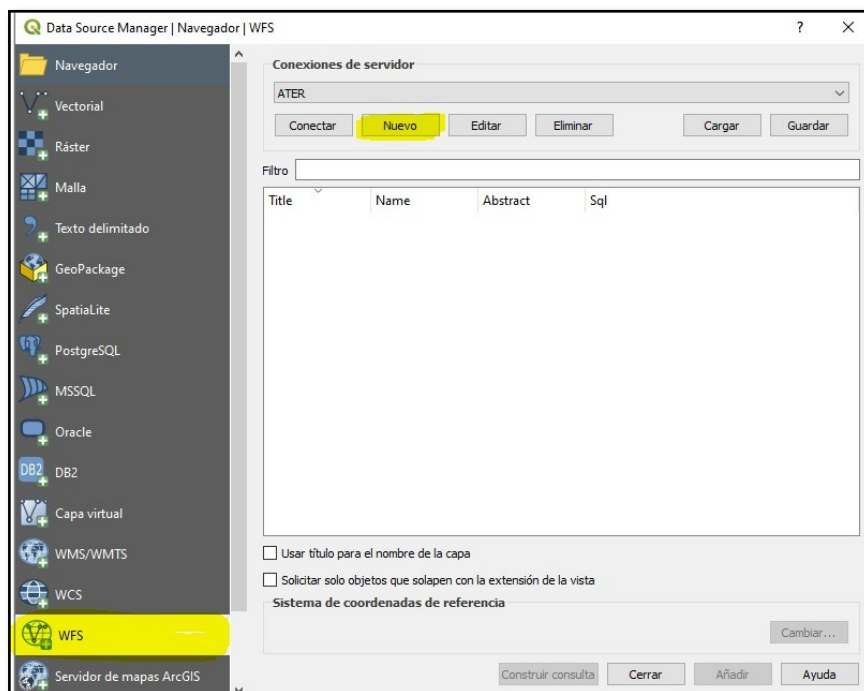 Data Source Manager | Navegador | WFS
?
Navegador
Vectorial
Ráster
Malla
Texto delimitado
GeoPackage
SpatiaLite
PostgreSQL
MSSQL
Oracle
DB2
DB2
Capa virtual
WMS/WMTS
WCS
WFS
Servidor de mapas ArcGIS
Conexiones de servidor
ATER
Conectar Nuevo Editar Eliminar Cargar Guardar
Filtro
Title Name Abstract Sql
Usar título para el nombre de la capa
Solicitar solo objetos que solapen con la extensión de la vista
Sistema de coordenadas de referencia
Cambiar...
Construir consulta Cerrar Añadir Ayuda